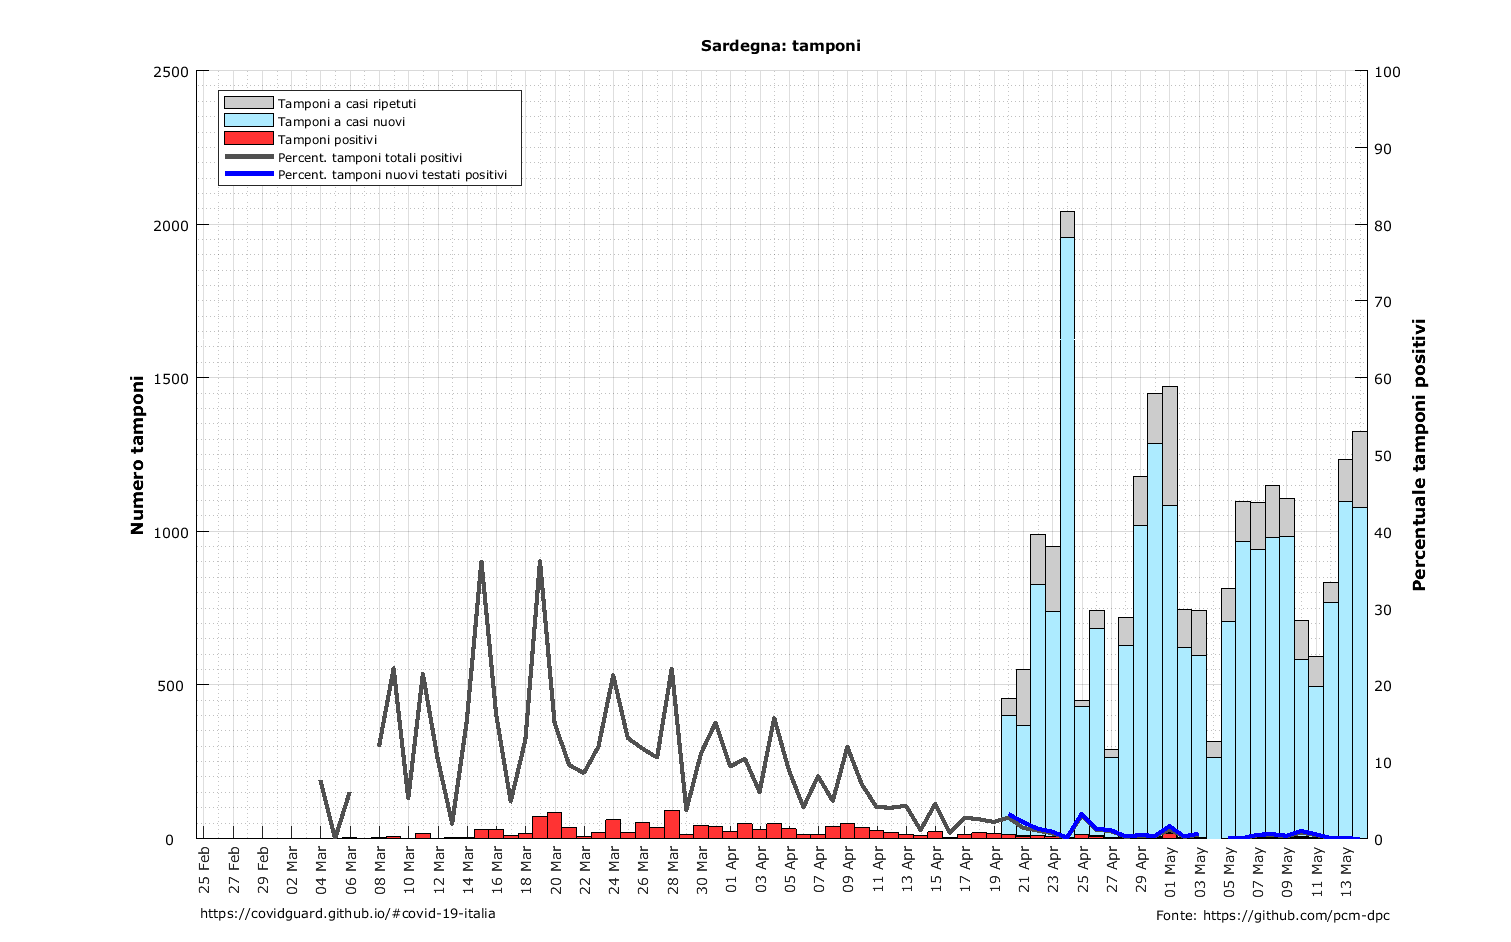 Sardegna: tamponi
Tamponi a casi ripetuti
Tamponi a casi nuovi
Tamponi positivi
Percent. tamponi totali positivi
Percent. tamponi nuovi testati positivi
Numero tamponi
2500
2000
1500
1000
500
0
Percentuale tamponi positivi
100
90
80
70
60
50
40
30
20
10
0
25 Feb
27 Feb
29 Feb
02 Mar
04 Mar
06 Mar
08 Mar
10 Mar
12 Mar
14 Mar
16 Mar
18 Mar
20 Mar
22 Mar
24 Mar
26 Mar
28 Mar
30 Mar
01 Apr
03 Apr
05 Apr
07 Apr
09 Apr
11 Apr
13 Apr
15 Apr
17 Apr
19 Apr
21 Apr
23 Apr
25 Apr
27 Apr
29 Apr
01 May
03 May
05 May
07 May
09 May
11 May
13 May
https://covidguard.github.io/#covid-19-italia
Fonte: https://github.com/pcm-dpc